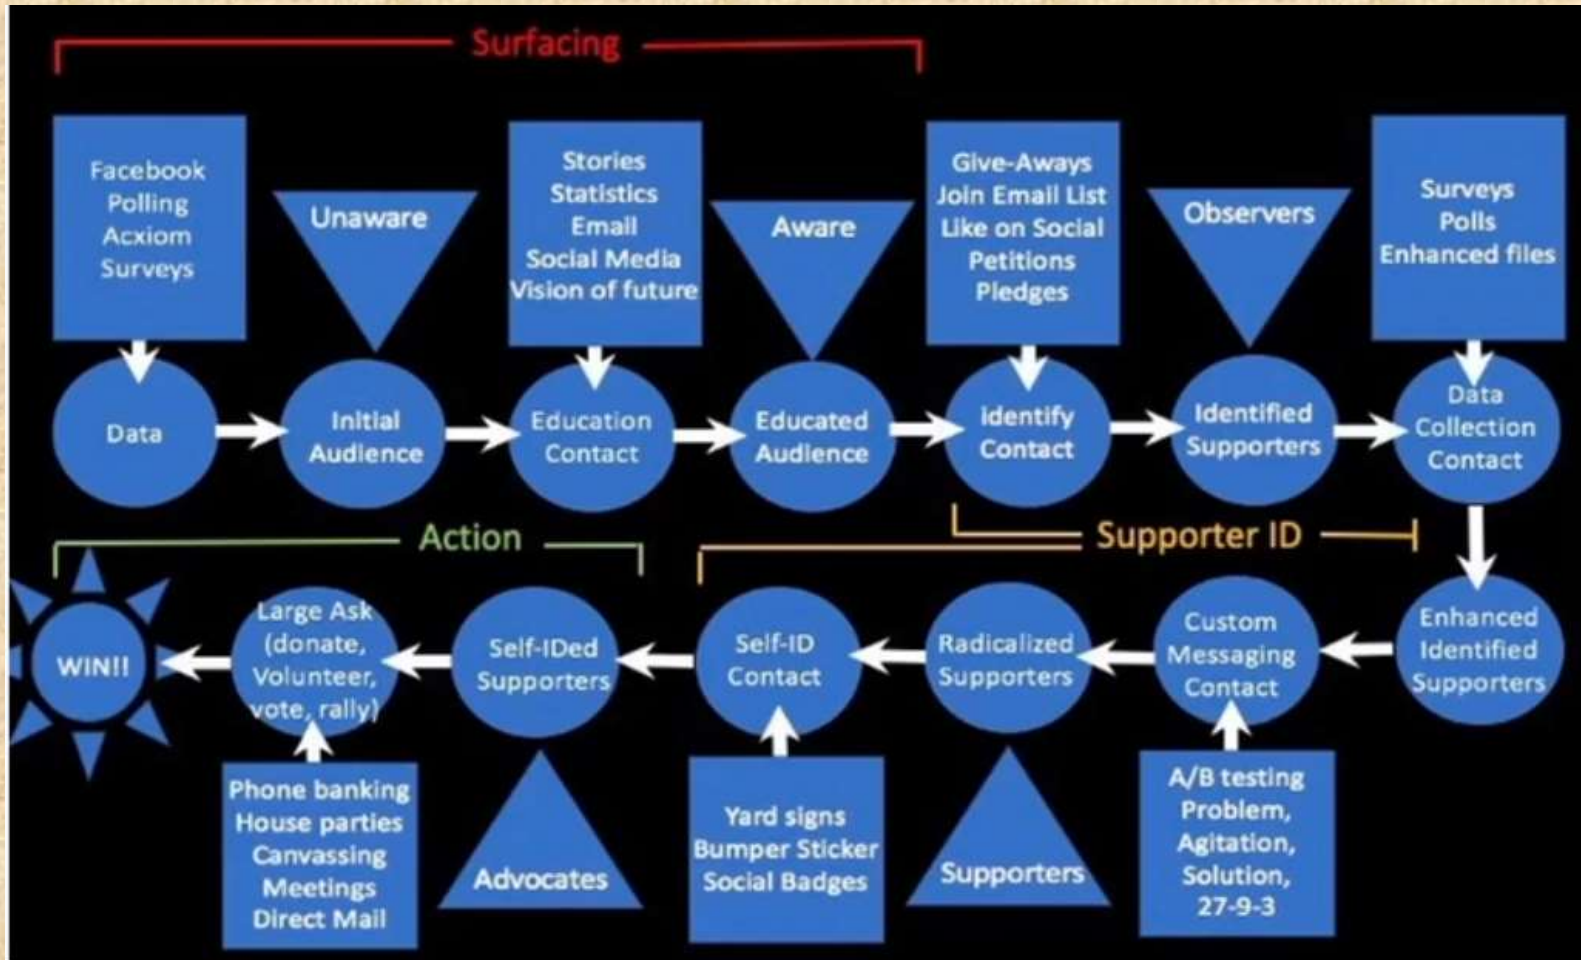 Surfacing
Facebook
Polling
Acxiom
Surveys
Unaware
Stories
Statistics
Email
Social Media
Vision of future
Aware
Give-Aways
Join Email List
Like on Social
Petitions
Pledges
Observers
Surveys
Polls
Enhanced files
Data
Initial
Audience
Education
Contact
Educated
Audience
Identify
Contact
Identified
Supporters
Data
Collection
Contact
Action
Supporter ID
WIN!!
Large Ask
(donate,
Volunteer,
vote, rally)
Self-IDed
Supporters
Self-ID
Contact
Radicalized
Supporters
Custom
Messaging
Contact
Enhanced
Identified
Supporters
Phone banking
House parties
Canvassing
Meetings
Direct Mail
Advocates
Yard signs
Bumper Sticker
Social Badges
Supporters
A/B testing
Problem,
Agitation,
Solution,
27-9-3